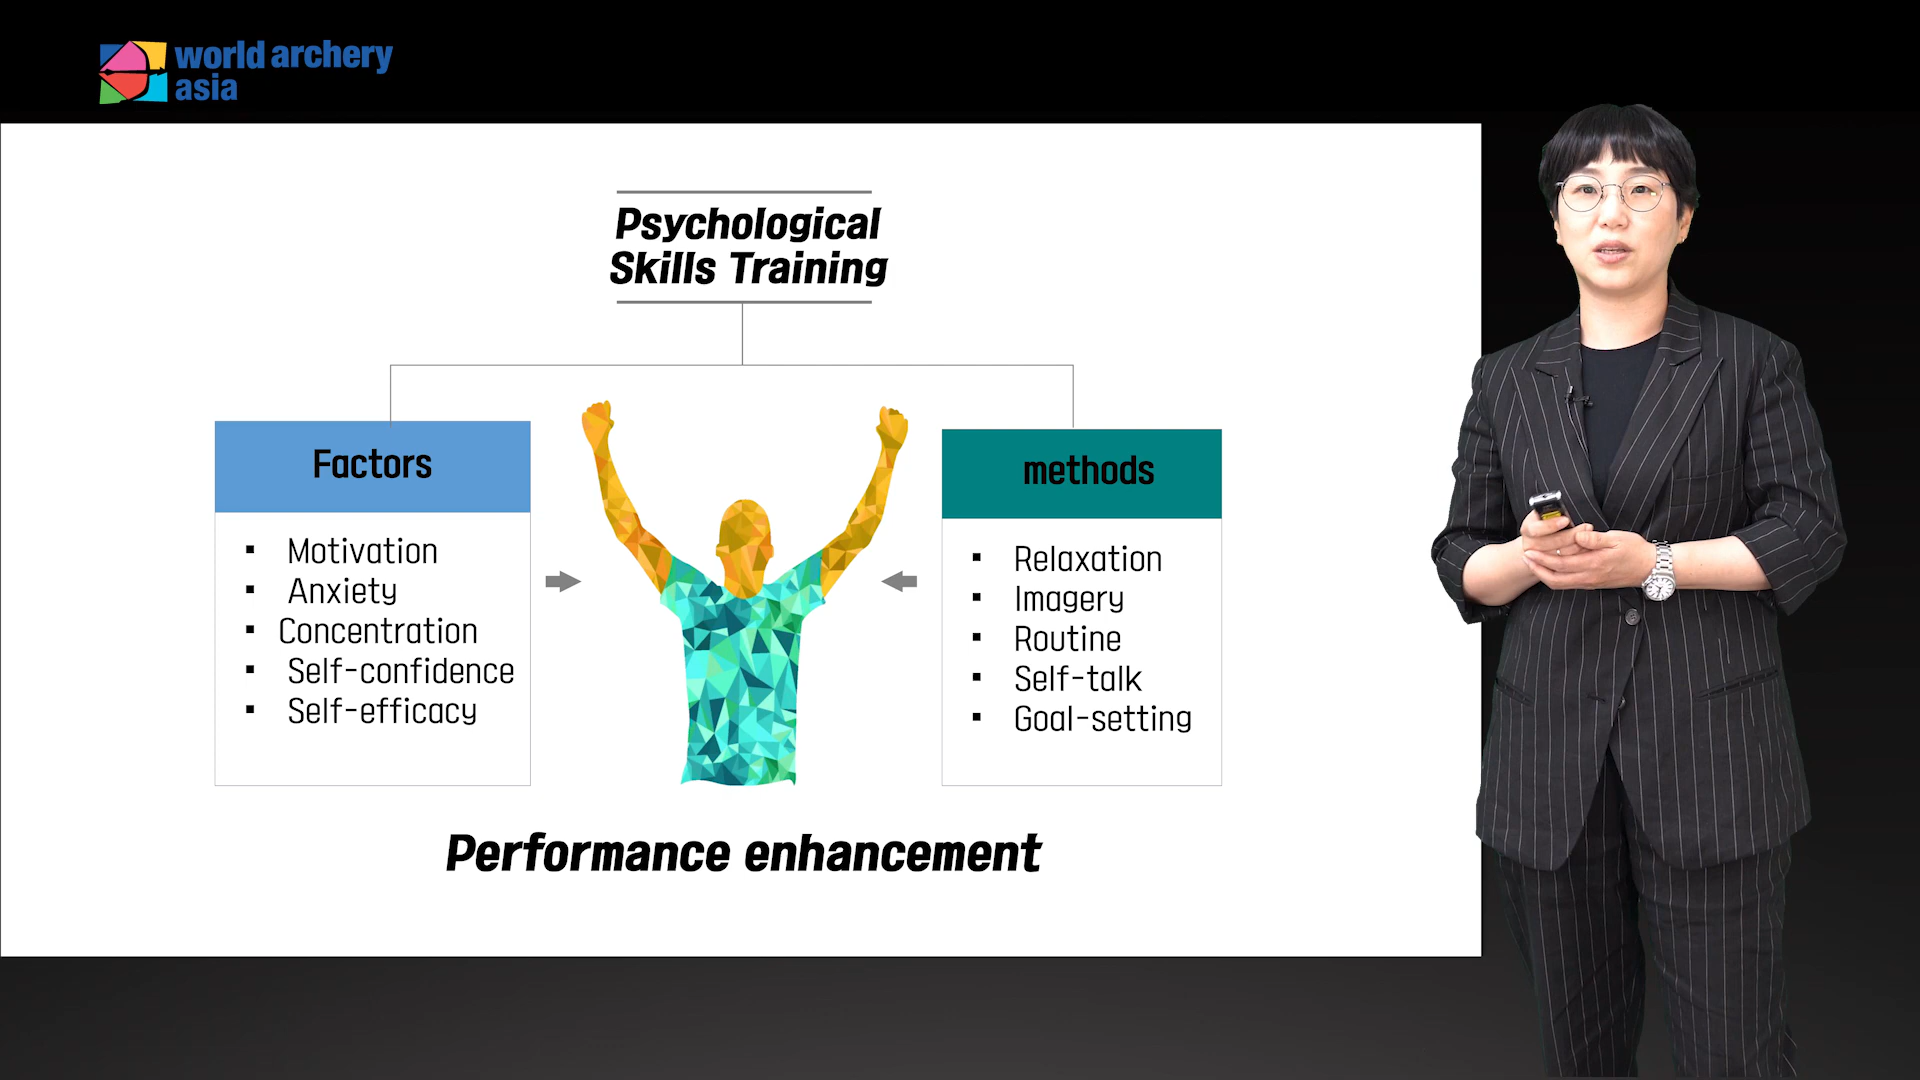 world archery
asia
Psychological
Skills Training
Factors
▪ Motivation
▪ Anxiety
▪ Concentration
▪ Self-confidence
▪ Self-efficacy
methods
▪ Relaxation
▪ Imagery
▪ Routine
▪ Self-talk
▪ Goal-setting
Performance enhancement